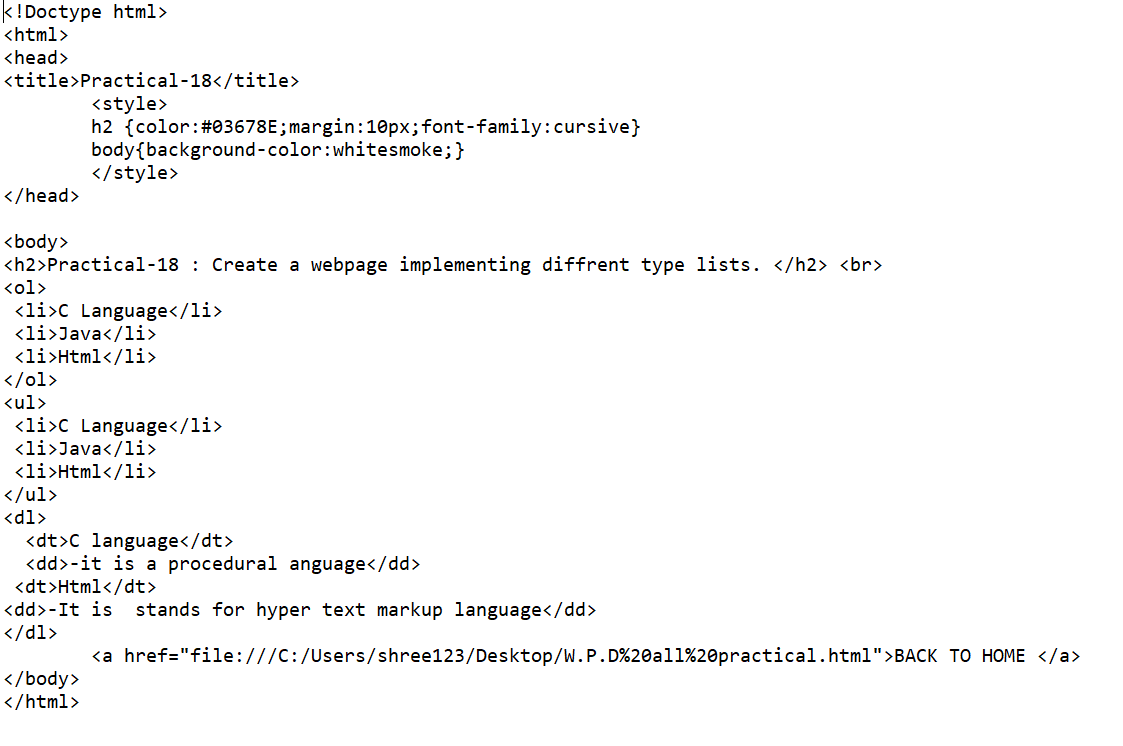 <!Doctype html>
<html>
<head>
<title>Practical-18</title>
        <style>
        h2 {color:#03678E;margin:10px;font-family:cursive}
        body{background-color:whitesmoke;}
        </style>
</head>

<body>
<h2>Practical-18 : Create a webpage implementing diffrent type lists. </h2> <br>
<ol>
 <li>C Language</li>
 <li>Java</li>
 <li>Html</li>
</ol>
<ul>
 <li>C Language</li>
 <li>Java</li>
 <li>Html</li>
</ul>
<dl>
  <dt>C language</dt>
  <dd>-it is a procedural anguage</dd>
 <dt>Html</dt>
<dd>-It is  stands for hyper text markup language</dd>
</dl>
        <a href="file:///C:/Users/shree123/Desktop/W.P.D%20all%20practical.html">BACK TO HOME </a>
</body>
</html>